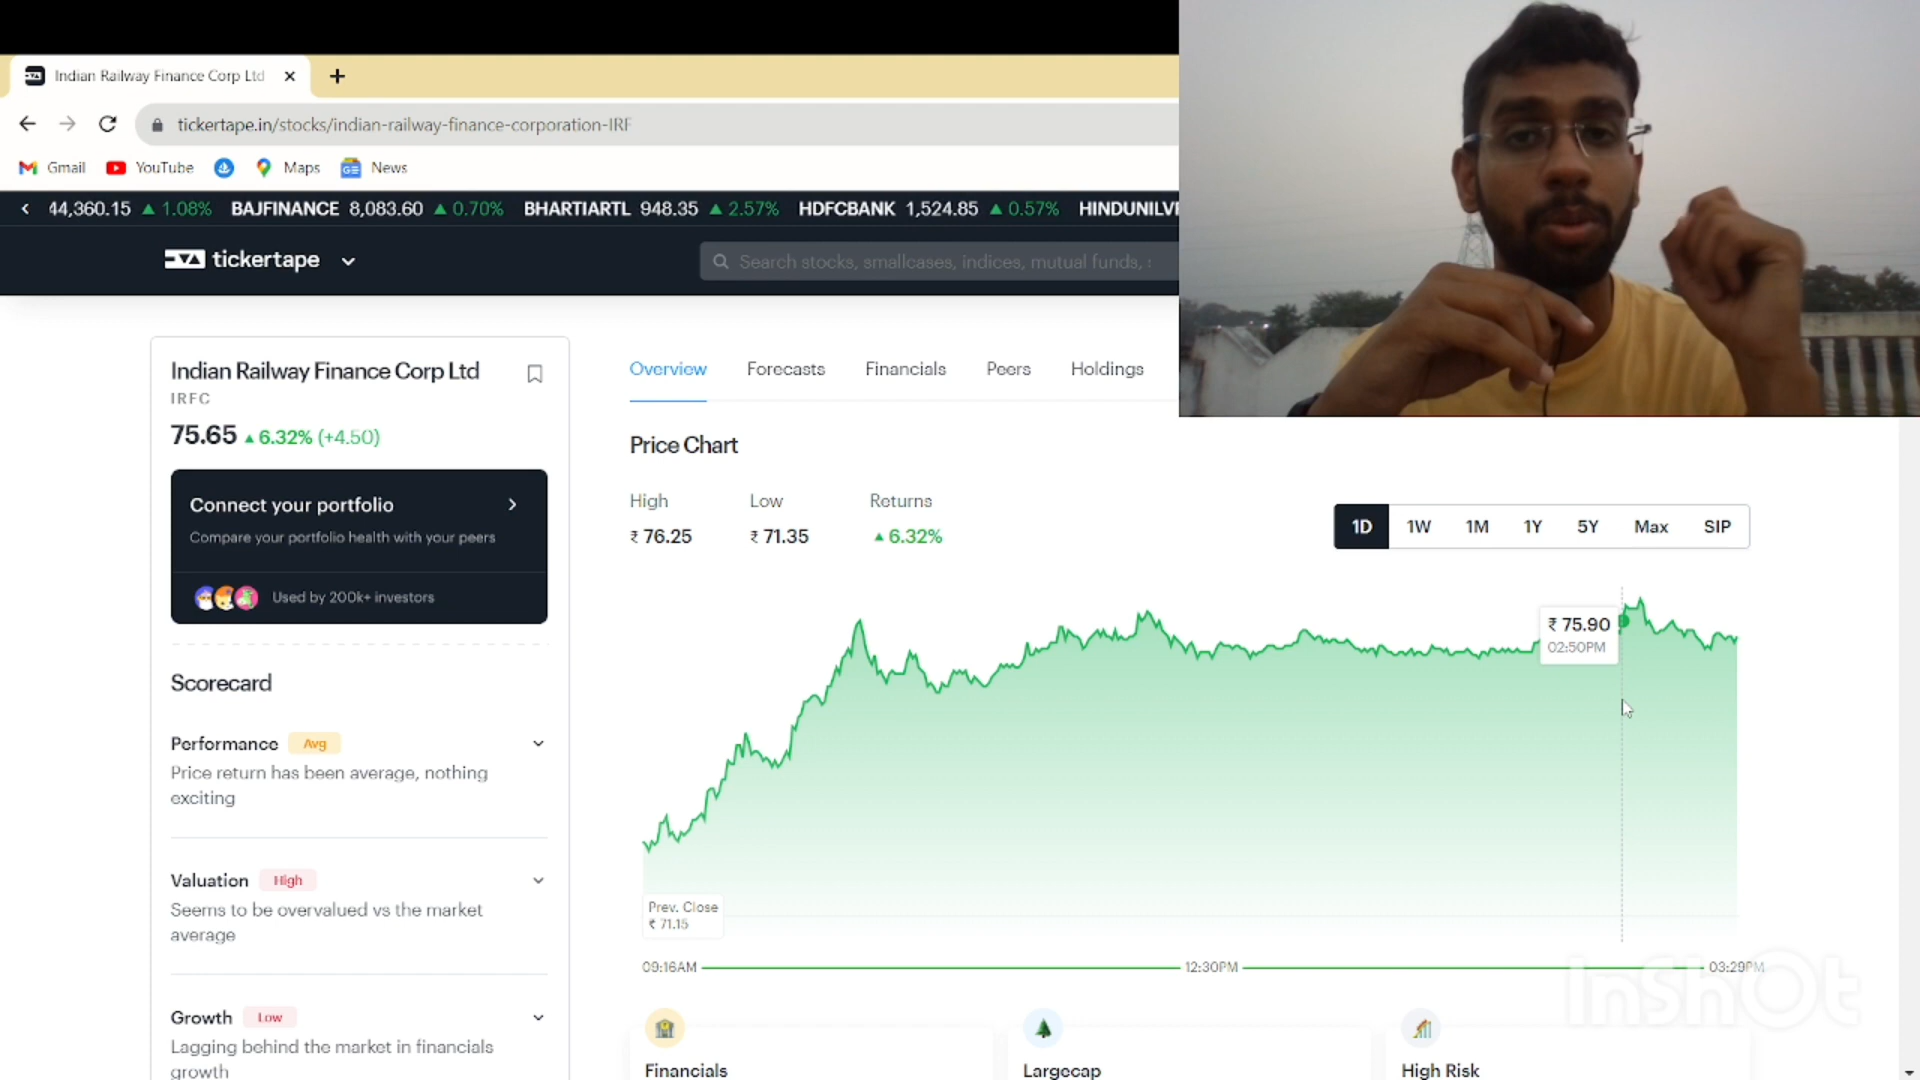 Indian Railway Finance Corp Ltd
tickertape.in/stocks/indian-railway-finance-corporation-IRF
Gmail YouTube Maps News
44,360.15 1.08% BAJFINANCE 8,083.60 0.70% BHARTIARTL 948.35 2.57% HDFCBANK 1,524.85 0.57% HINDUNILV
tickertape
Search stocks, smallcases, indices, mutual funds,
Indian Railway Finance Corp Ltd
IRFC
75.65 6.32% (+4.50)
Connect your portfolio
Compare your portfolio health with your peers
Used by 200k+ investors
Scorecard
Performance Avg
Price return has been average, nothing
exciting
Valuation High
Seems to be overvalued vs the market
average
Growth Low
Lagging behind the market in financials
growth
Overview Forecasts Financials Peers Holdings
Price Chart
High Low Returns
₹ 76.25 ₹ 71.35 6.32%
1D 1W 1M 1Y 5Y Max SIP
₹ 75.90
02:50PM
Prev. Close
₹ 71.15
09:16AM 12:30PM 03:29PM
Financials Largecap High Risk
InShOt